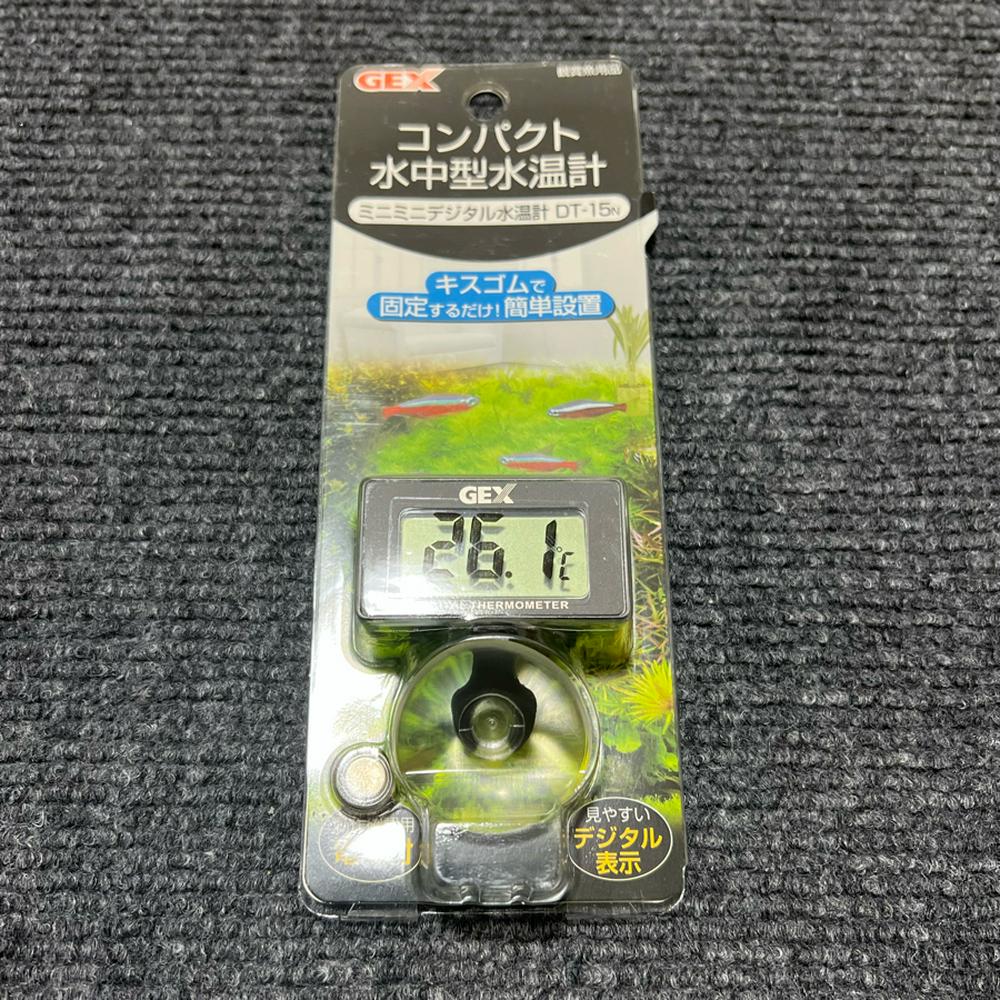 GEX
観賞魚用品
コンパクト
水中型水温計
ミニミニデジタル水温計 DT-15N
キスゴムで
固定するだけ!簡単設置
GEX
26.1℃
THERMOMETER
見やすい
デジタル
表示